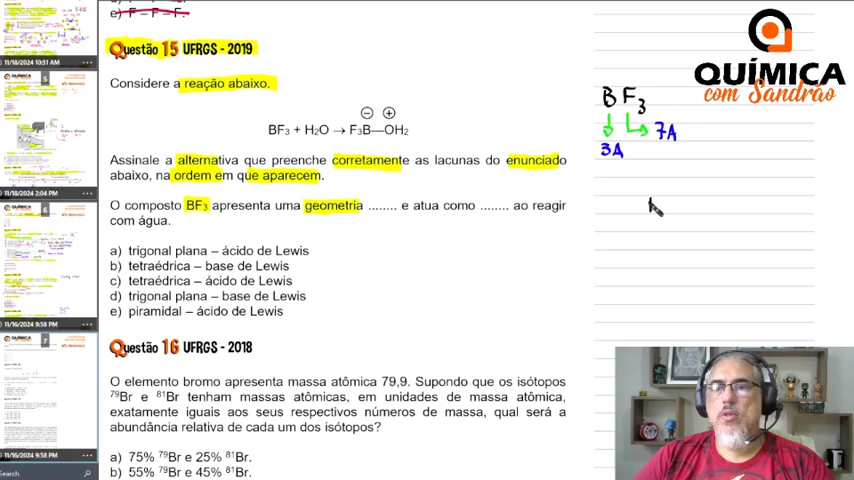 e) F – F – F.
Questão 15 UFRGS - 2019
Considere a reação abaixo.
BF3 + H2O → F3B—OH2
Assinale a alternativa que preenche corretamente as lacunas do enunciado
abaixo, na ordem em que aparecem.
O composto BF3 apresenta uma geometria ........ e atua como ........ ao reagir
com água.
a) trigonal plana – ácido de Lewis
b) tetraédrica – base de Lewis
c) tetraédrica – ácido de Lewis
d) trigonal plana – base de Lewis
e) piramidal – ácido de Lewis
Questão 16 UFRGS - 2018
O elemento bromo apresenta massa atômica 79,9. Supondo que os isótopos
79Br e 81Br tenham massas atômicas, em unidades de massa atômica,
exatamente iguais aos seus respectivos números de massa, qual será a
abundância relativa de cada um dos isótopos?
a) 75% 79Br e 25% 81Br.
b) 55% 79Br e 45% 81Br.
QUÍMICA
com Sandrão
BF3
7A
3A
11/18/2024 10:51 AM
5
11/18/2024 2:04 PM
6
11/16/2024 9:58 PM
7
11/16/2024 9:58 PM
Search